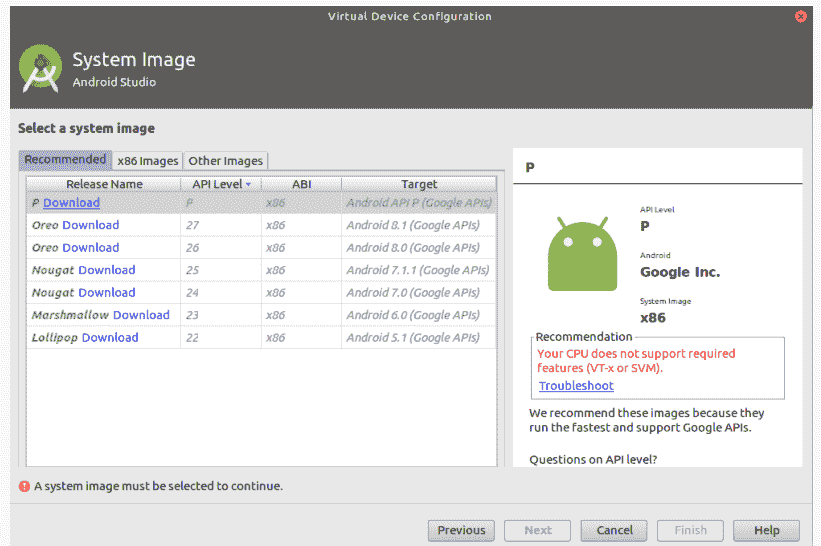 Virtual Device Configuration
System Image
Android Studio
Select a system image
Recommended x86 Images Other Images
Release Name API Level ABI Target
P Download P x86 Android API P (Google APIs)
Oreo Download 27 x86 Android 8.1 (Google APIs)
Oreo Download 26 x86 Android 8.0 (Google APIs)
Nougat Download 25 x86 Android 7.1.1 (Google APIs)
Nougat Download 24 x86 Android 7.0 (Google APIs)
Marshmallow Download 23 x86 Android 6.0 (Google APIs)
Lollipop Download 22 x86 Android 5.1 (Google APIs)
P
API Level
P
Android
Google Inc.
System Image
x86
Recommendation
Your CPU does not support required
features (VT-x or SVM).
Troubleshoot
We recommend these images because they
run the fastest and support Google APIs.
Questions on API level?
A system image must be selected to continue.
Previous Next Cancel Finish Help